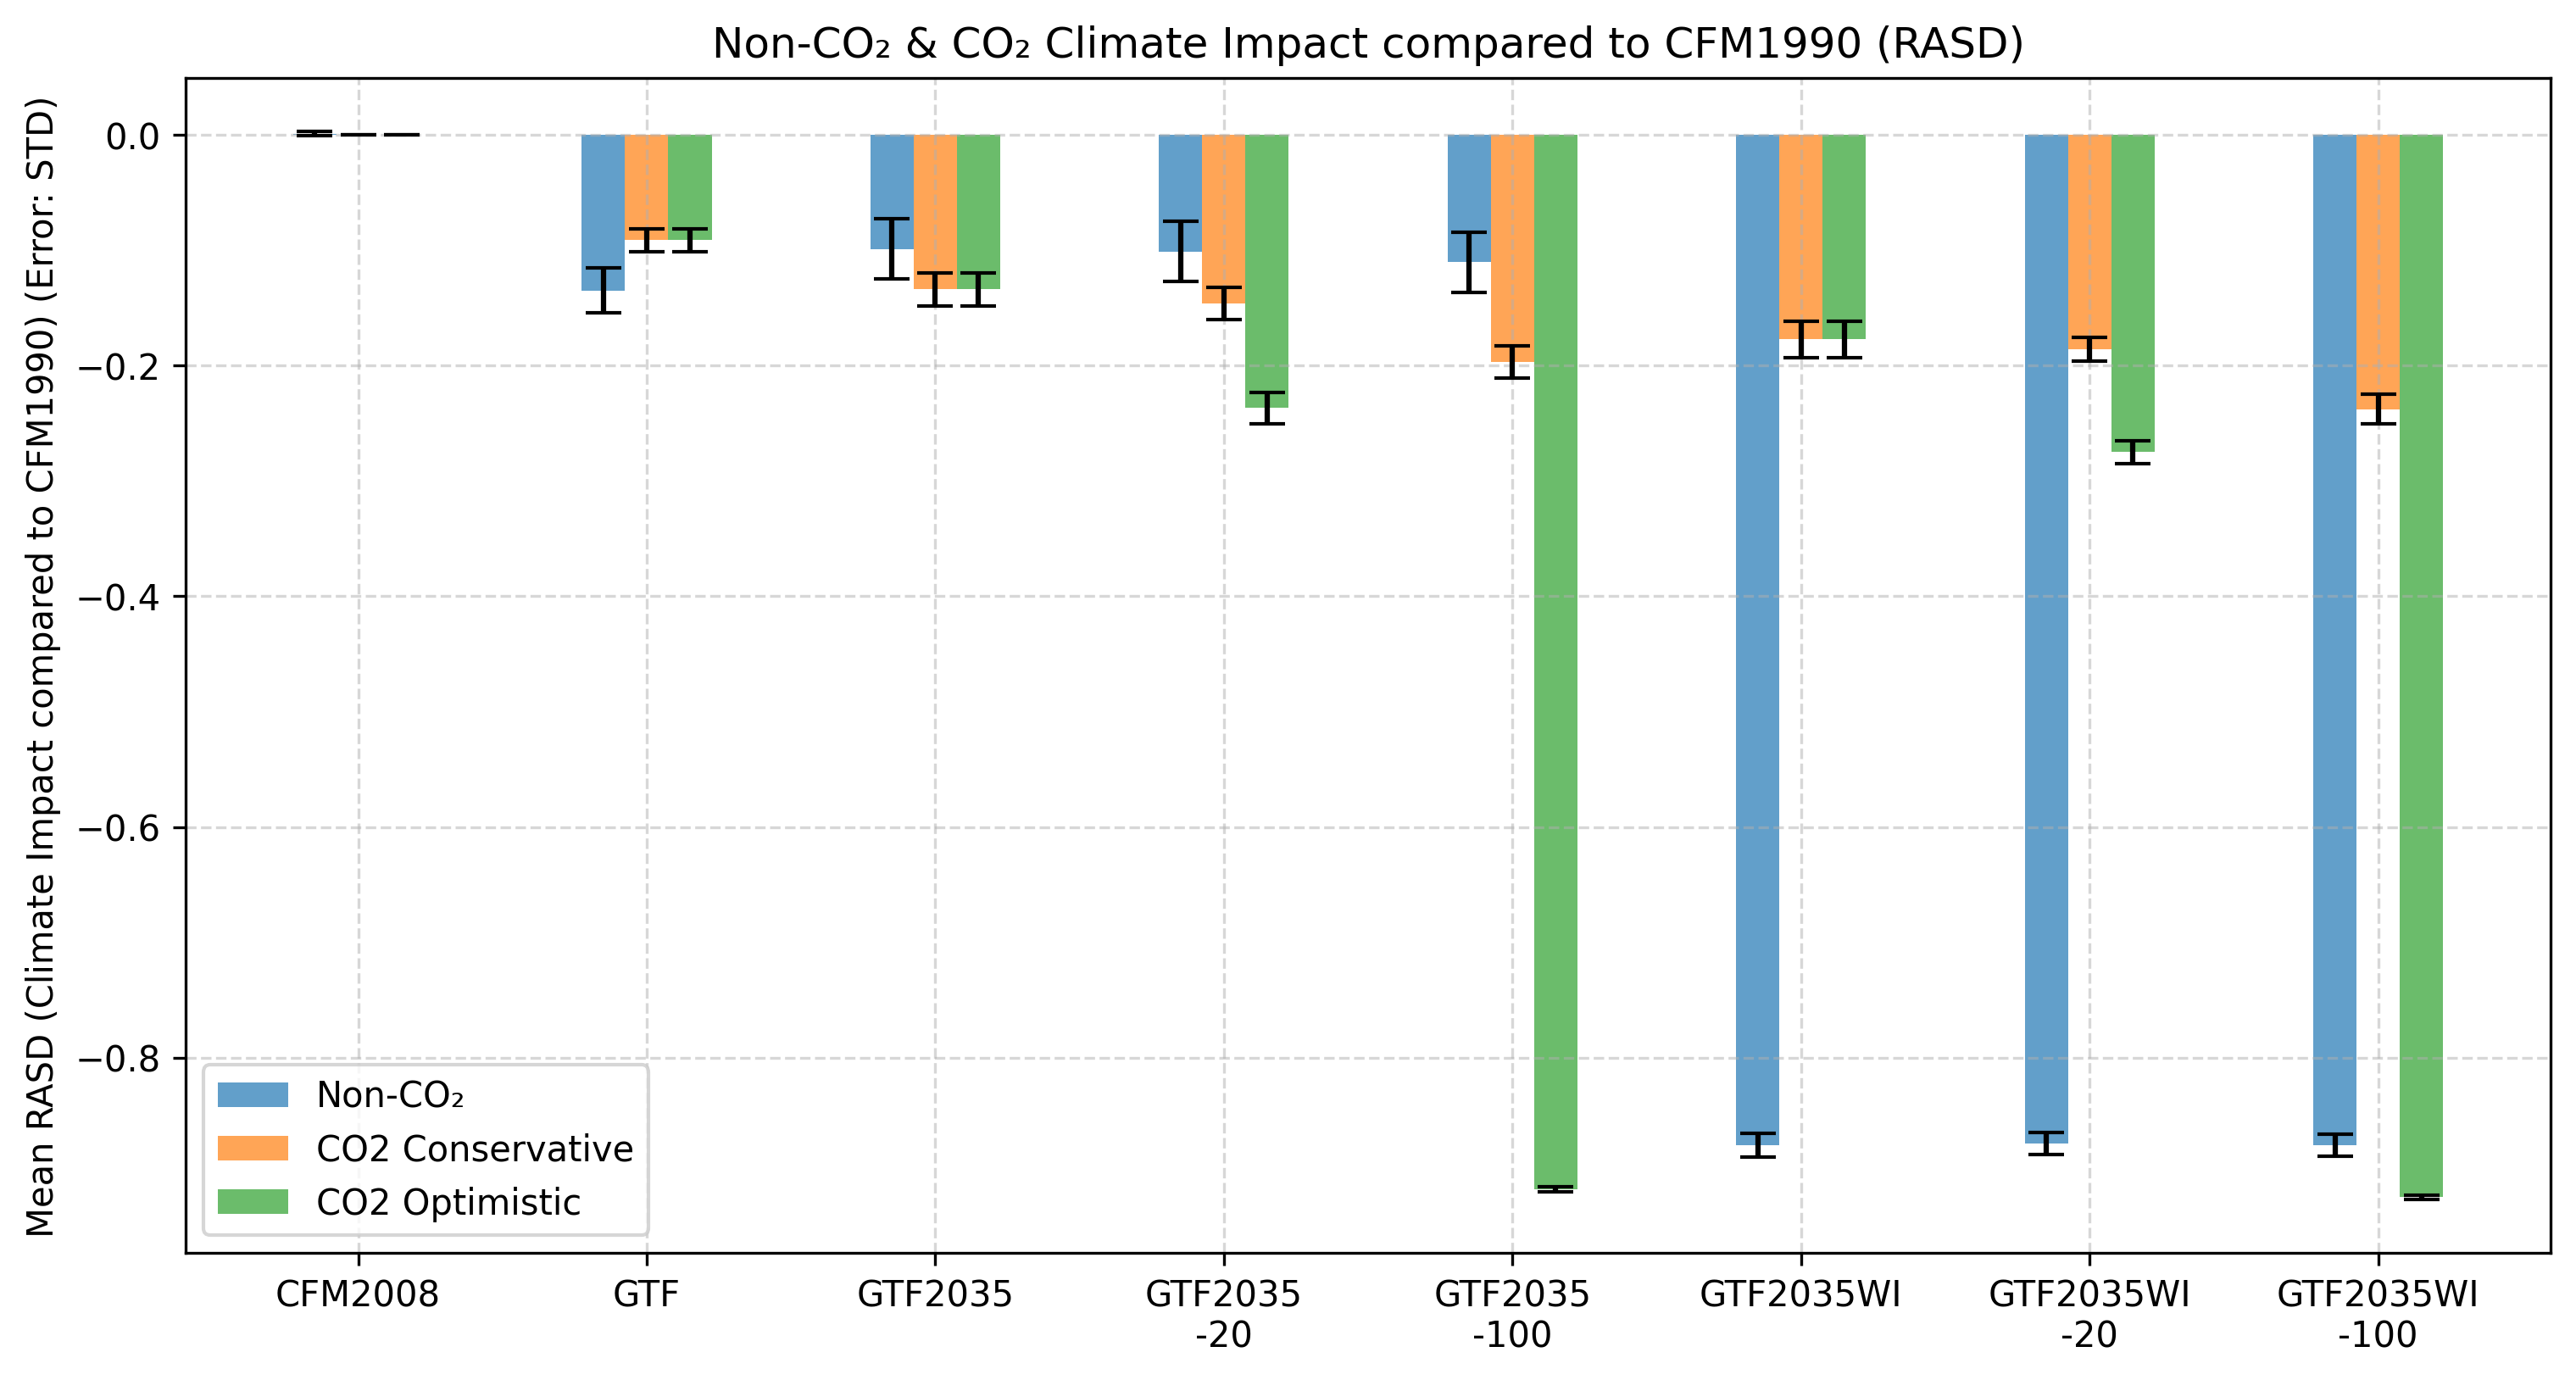 Non-CO₂ & CO₂ Climate Impact compared to CFM1990 (RASD)
Mean RASD (Climate Impact compared to CFM1990) (Error: STD)
0.0
−0.2
−0.4
−0.6
−0.8
Non-CO₂
CO2 Conservative
CO2 Optimistic
CFM2008
GTF
GTF2035
GTF2035
-20
GTF2035
-100
GTF2035WI
GTF2035WI
-20
GTF2035WI
-100